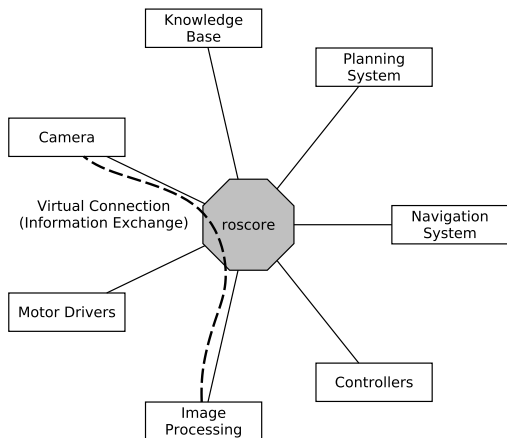 Knowledge
Base
Planning
System
Camera
Virtual Connection
(Information Exchange)
roscore
Navigation
System
Motor Drivers
Controllers
Image
Processing